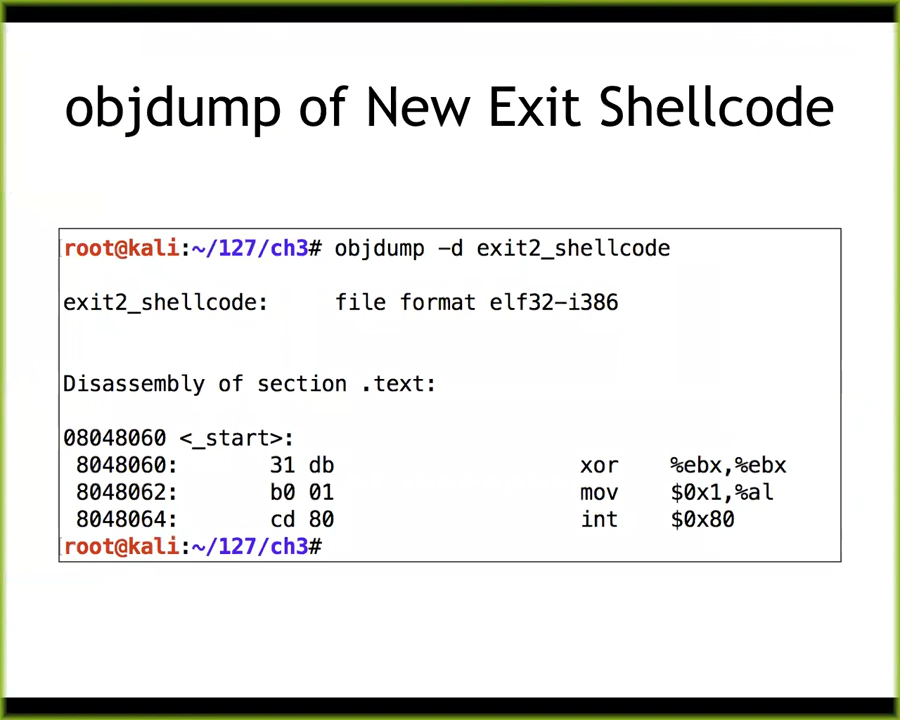 objdump of New Exit Shellcode
root@kali:~/127/ch3# objdump -d exit2_shellcode
exit2_shellcode:     file format elf32-i386
Disassembly of section .text:
08048060 <_start>:
 8048060:       31 db                   xor    %ebx,%ebx
 8048062:       b0 01                   mov    $0x1,%al
 8048064:       cd 80                   int    $0x80
root@kali:~/127/ch3#